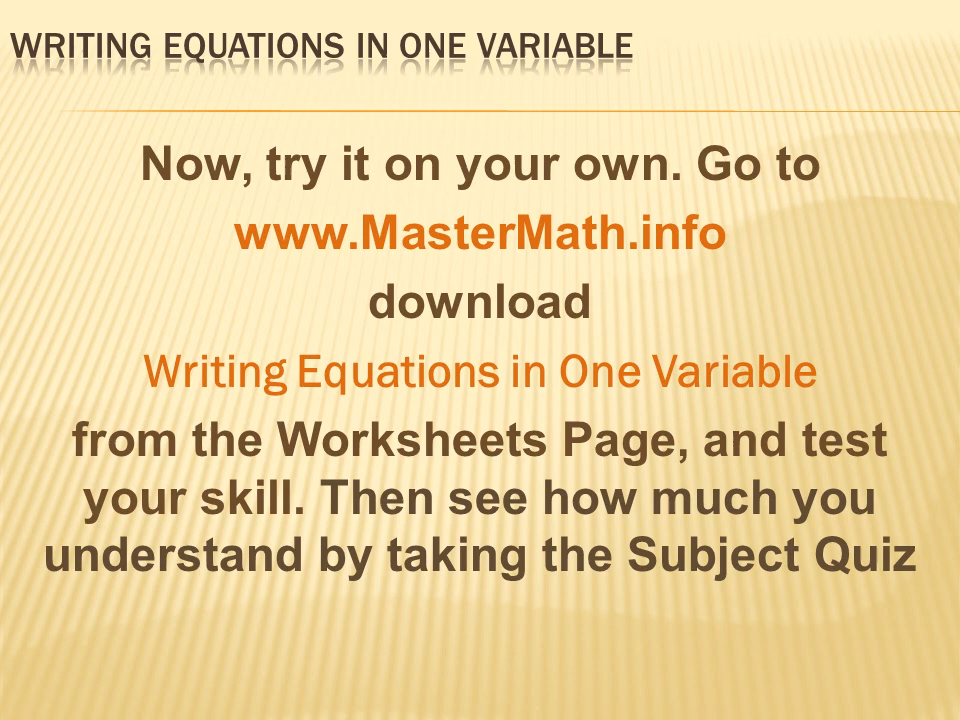 WRITING EQUATIONS IN ONE VARIABLE
Now, try it on your own. Go to
www.MasterMath.info
download
Writing Equations in One Variable
from the Worksheets Page, and test
your skill. Then see how much you
understand by taking the Subject Quiz